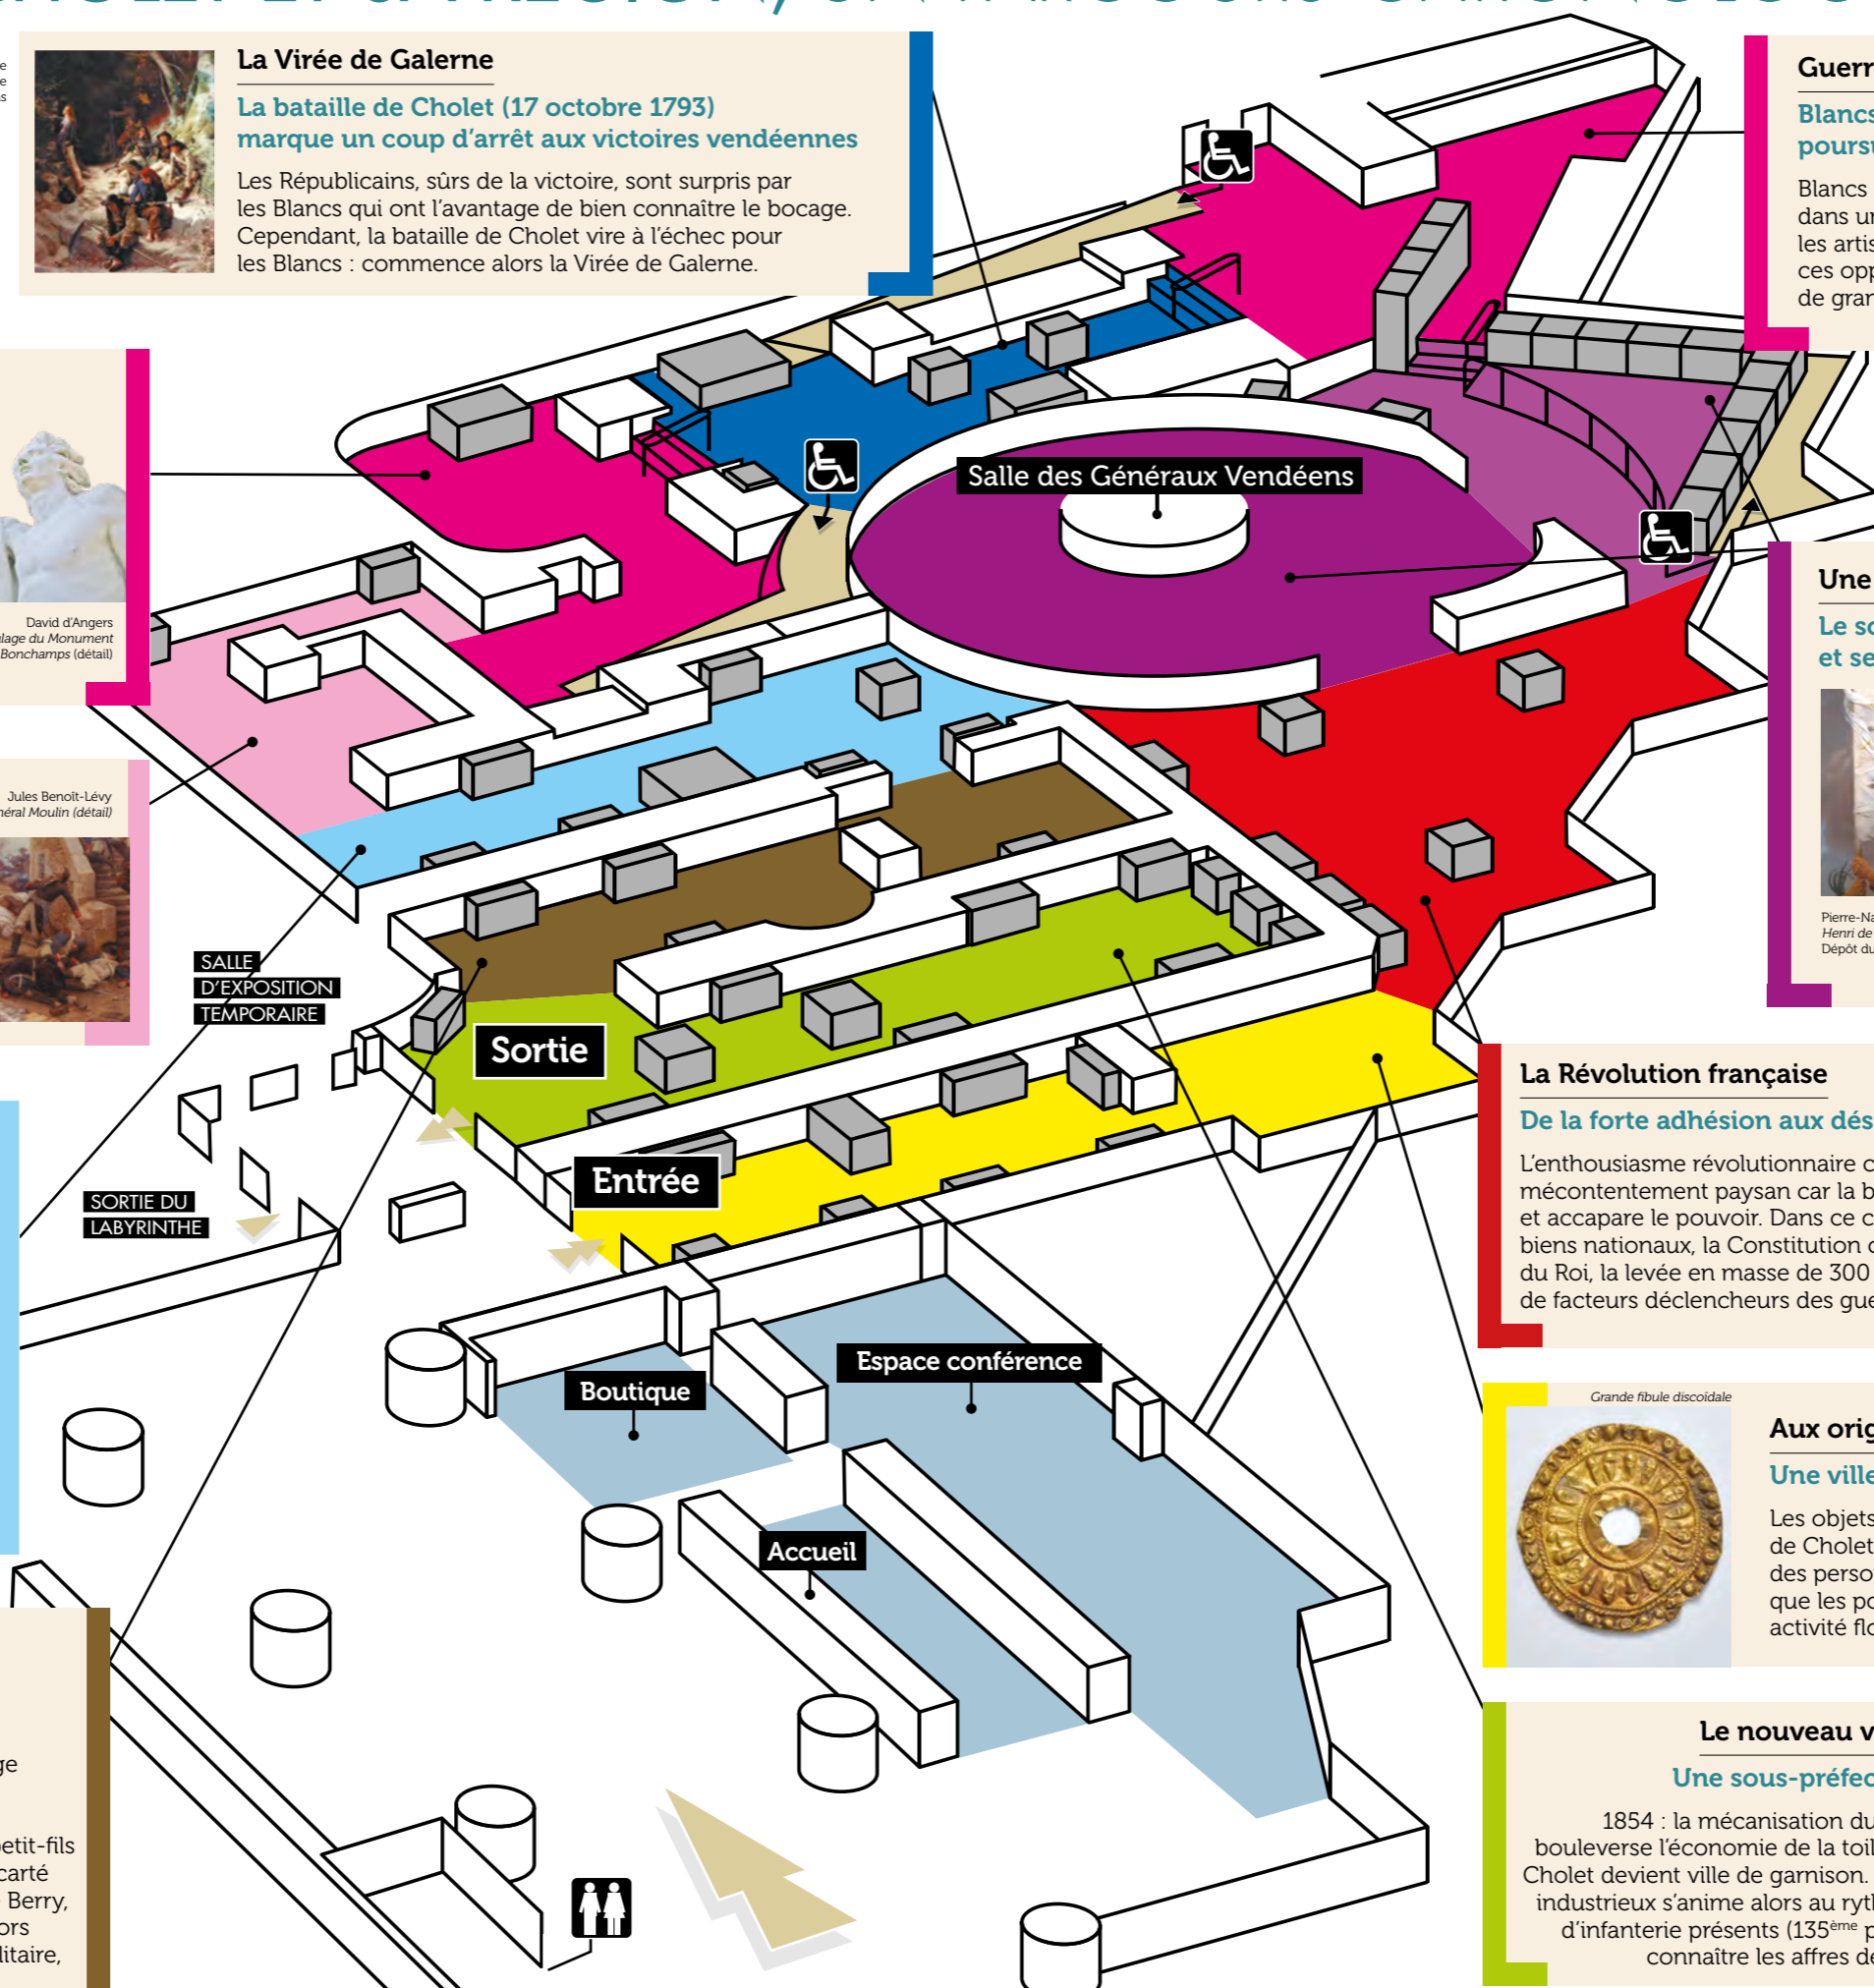 La Virée de Galerne
La bataille de Cholet (17 octobre 1793)
marque un coup d'arrêt aux victoires vendéennes
Les Républicains, sûrs de la victoire, sont surpris par
les Blancs qui ont l'avantage de bien connaître le bocage.
Cependant, la bataille de Cholet vire à l'échec pour
les Blancs : commence alors la Virée de Galerne.
Guerr
Blancs
poursu
Blancs
dans un
les artis
ces opp
de gran
Salle des Généraux Vendéens
David d'Angers
lage du Monument
Bonchamps (détail)
Une
Le so
et se
Pierre-Na
Henri de
Dépôt du
Jules Benoît-Lévy
néral Moulin (détail)
SALLE
D'EXPOSITION
TEMPORAIRE
Sortie
SORTIE DU
LABYRINTHE
Entrée
La Révolution française
De la forte adhésion aux dés
L'enthousiasme révolutionnaire c
mécontentement paysan car la b
et accapare le pouvoir. Dans ce c
biens nationaux, la Constitution c
du Roi, la levée en masse de 300
de facteurs déclencheurs des gue
Boutique
Espace conférence
Accueil
Grande fibule discoïdale
Aux orig
Une ville
Les objets
de Cholet
des perso
que les po
activité flo
Le nouveau v
Une sous-préfec
1854 : la mécanisation du
bouleverse l'économie de la toil
Cholet devient ville de garnison.
industrieux s'anime alors au ryth
d'infanterie présents (135ème p
connaître les affres de
ge
etit-fils
carté
Berry,
ors
litaire,